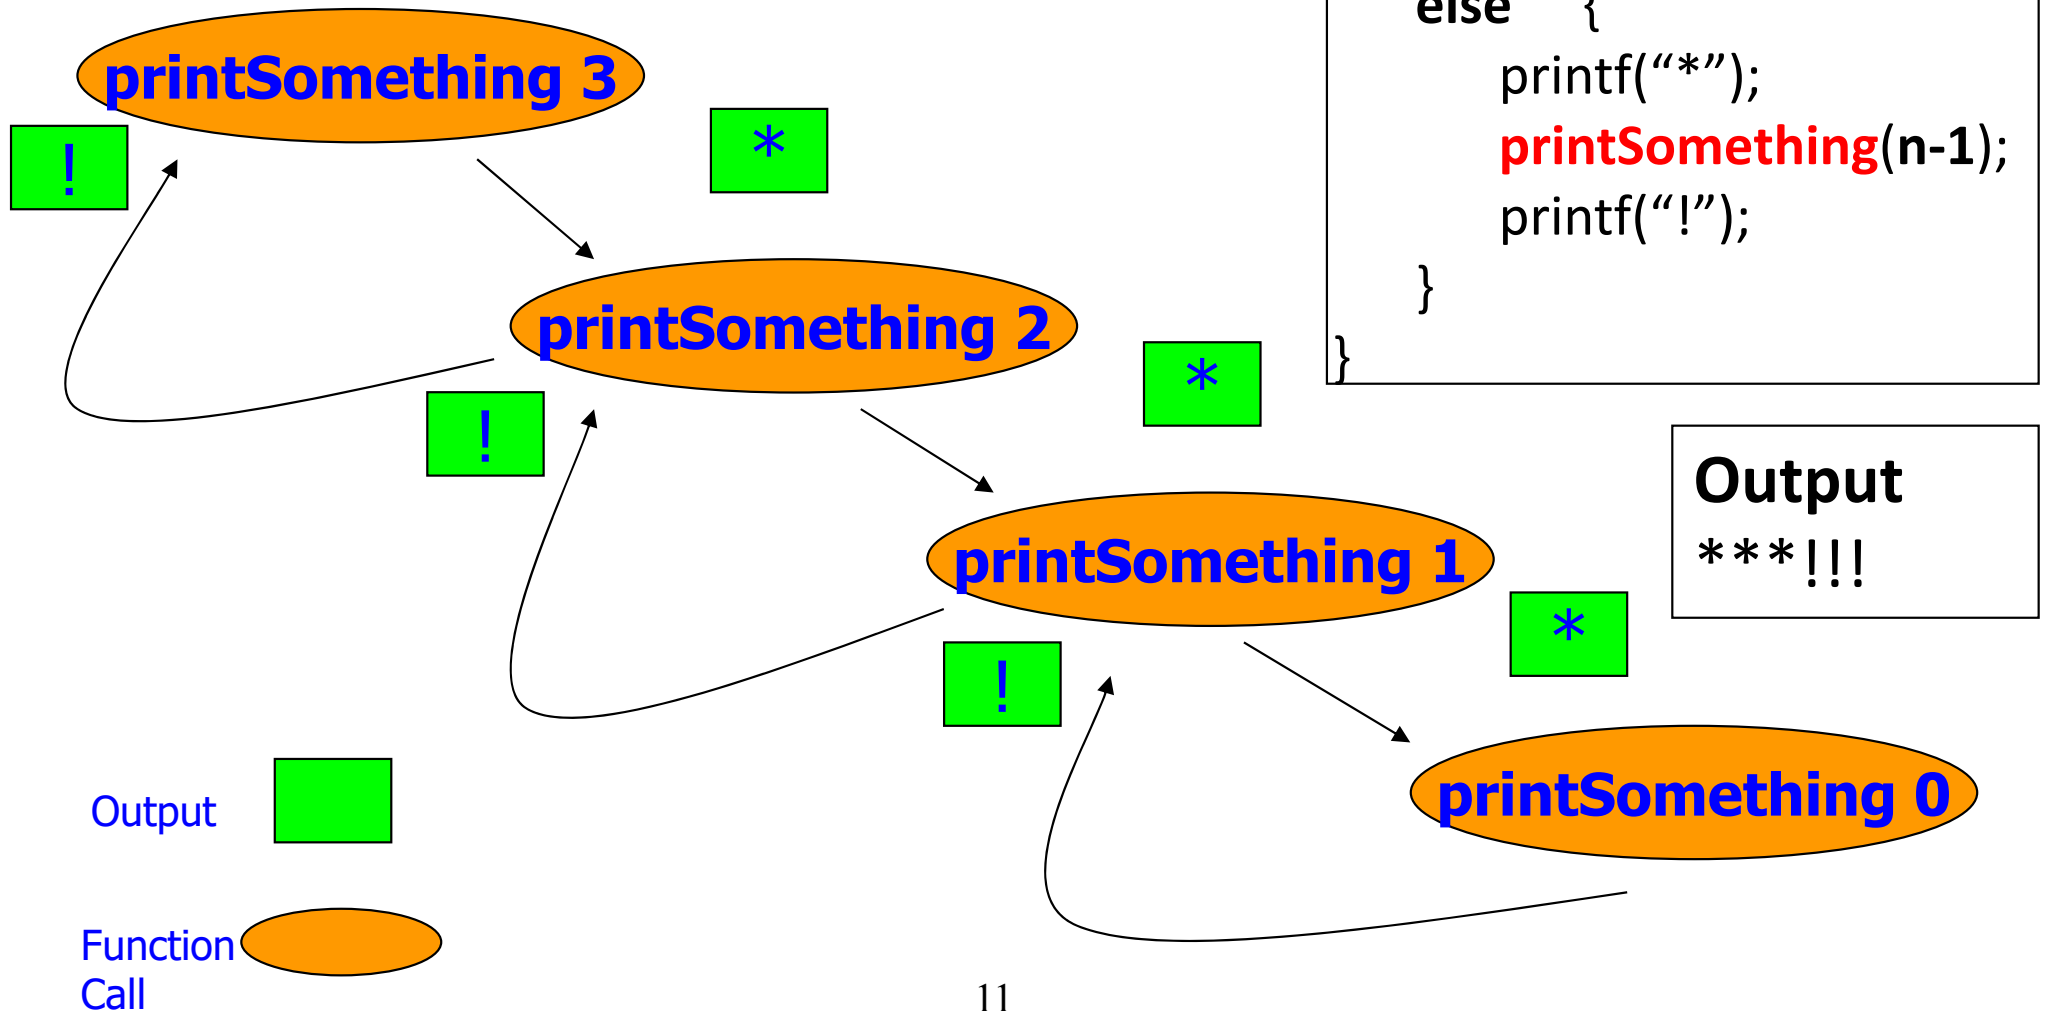 printSomething 3
!
*
printSomething 2
!
*
printSomething 1
!
*
printSomething 0
else {
printf(“*”);
printSomething(n-1);
printf(“!”);
}
}
Output
***!!!
Output
Function
Call
11